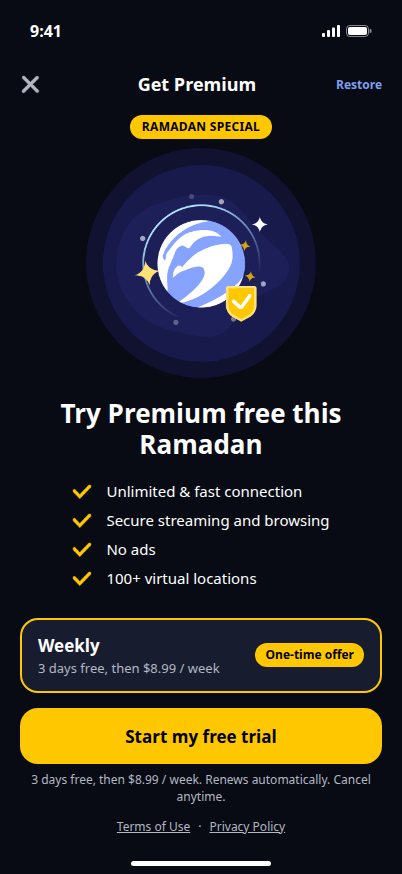 9:41
Get Premium
Restore
RAMADAN SPECIAL
Try Premium free this
Ramadan
Unlimited & fast connection
Secure streaming and browsing
No ads
100+ virtual locations
Weekly
3 days free, then $8.99 / week
One-time offer
Start my free trial
3 days free, then $8.99 / week. Renews automatically. Cancel
anytime.
Terms of Use · Privacy Policy